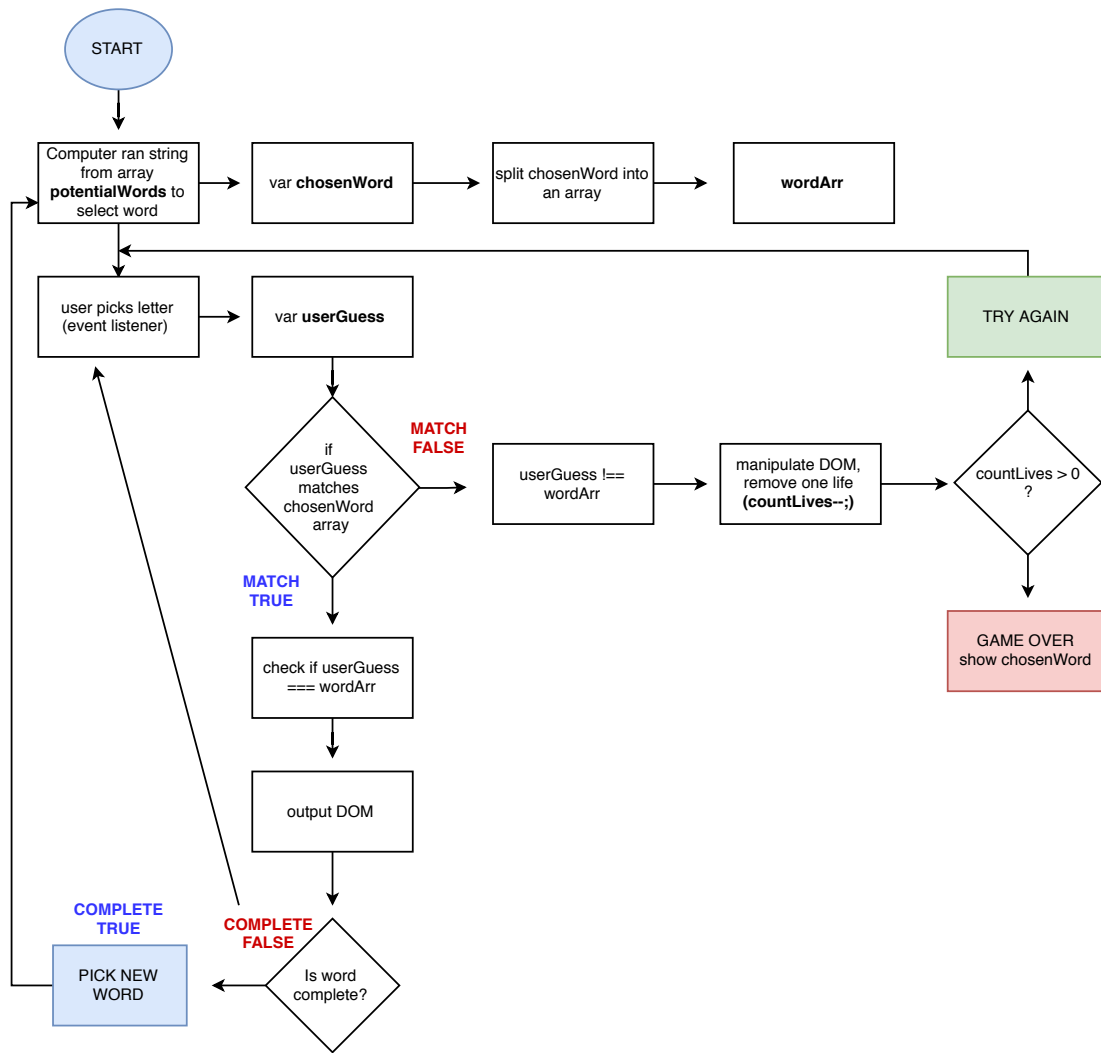 START
Computer ran string
from array
potentialWords to
select word
var chosenWord
split chosenWord into
an array
wordArr
user picks letter
(event listener)
var userGuess
TRY AGAIN
if
userGuess
matches
chosenWord
array
MATCH
FALSE
userGuess !==
wordArr
manipulate DOM,
remove one life
(countLives--;)
countLives > 0
?
MATCH
TRUE
GAME OVER
show chosenWord
check if userGuess
=== wordArr
output DOM
COMPLETE
TRUE
COMPLETE
FALSE
PICK NEW
WORD
Is word
complete?